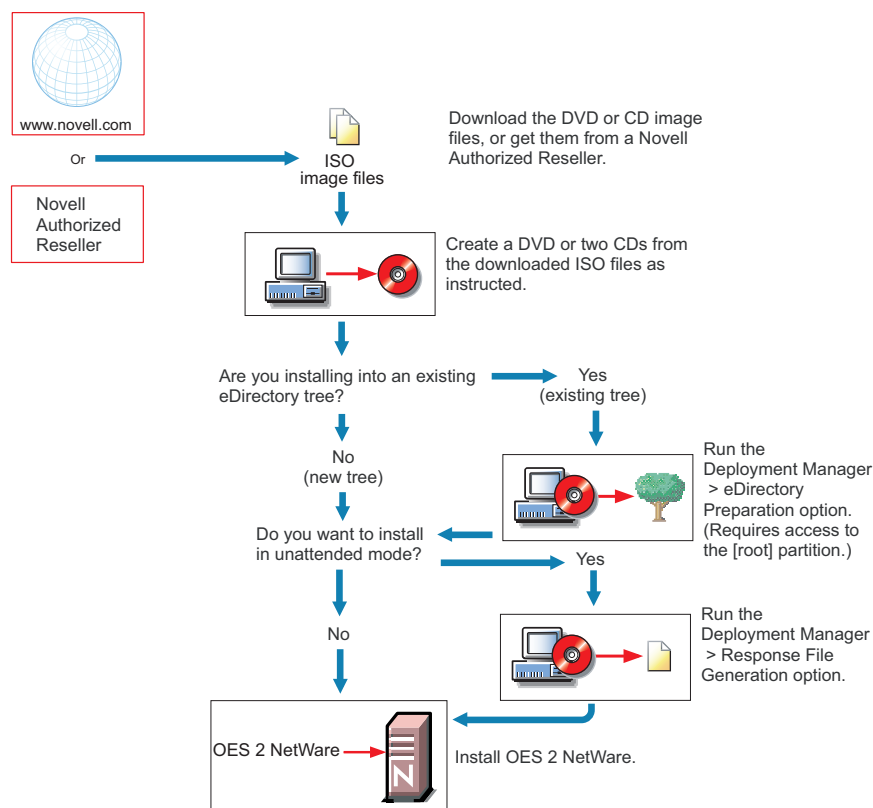 www.novell.com
Or
Novell
Authorized
Reseller
ISO
image files
Download the DVD or CD image
files, or get them from a Novell
Authorized Reseller.
Create a DVD or two CDs from
the downloaded ISO files as
instructed.
Are you installing into an existing
eDirectory tree?
Yes
(existing tree)
No
(new tree)
Run the
Deployment Manager
> eDirectory
Preparation option.
(Requires access to
the [root] partition.)
Do you want to install
in unattended mode?
Yes
No
Run the
Deployment Manager
> Response File
Generation option.
OES 2 NetWare
N
Install OES 2 NetWare.